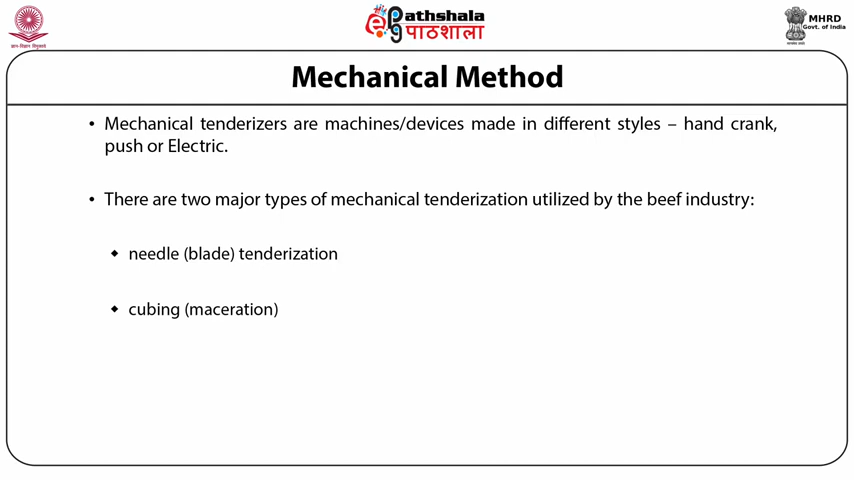 Pathshala
पाठशाला
MHRD
Govt. of India
Mechanical Method
• Mechanical tenderizers are machines/devices made in different styles – hand crank,
push or Electric.
• There are two major types of mechanical tenderization utilized by the beef industry:
◆ needle (blade) tenderization
◆ cubing (maceration)